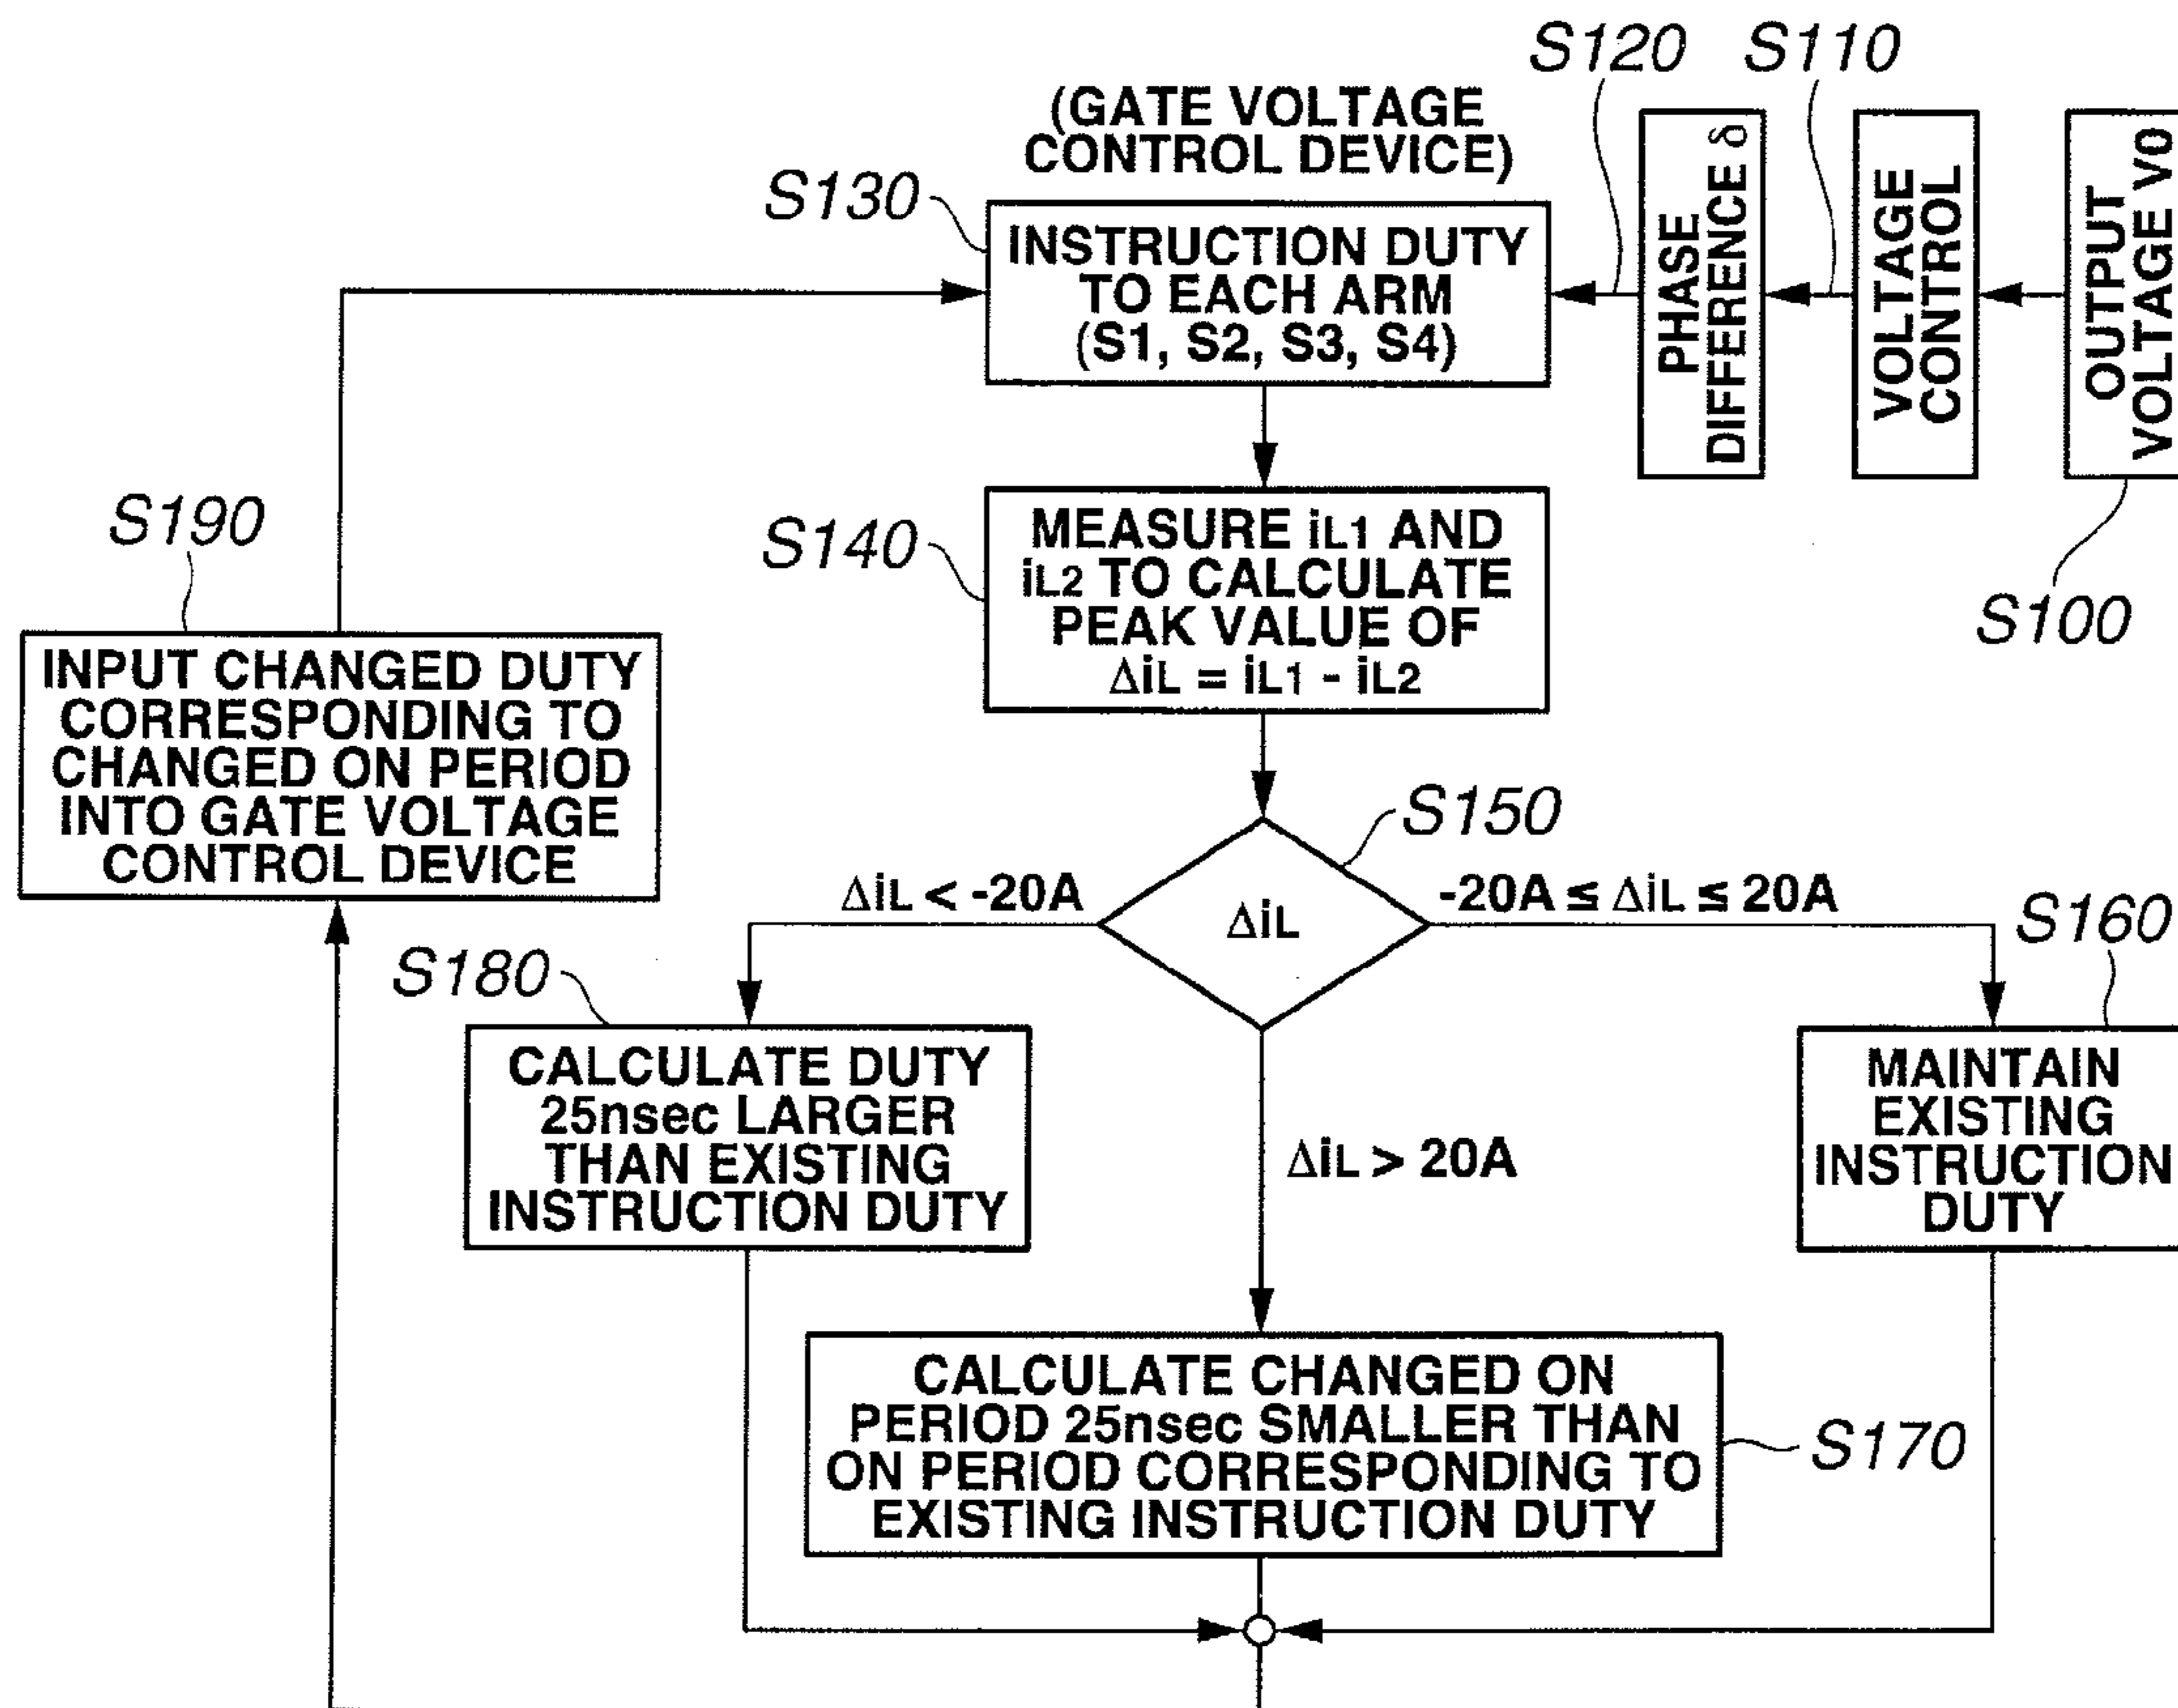 S120
S110
(GATE VOLTAGE
CONTROL DEVICE)
S130
INSTRUCTION DUTY
TO EACH ARM
(S1, S2, S3, S4)
PHASE
DIFFERENCE δ
VOLTAGE
CONTROL
OUTPUT
VOLTAGE V0
S100
S140
MEASURE iL1 AND
iL2 TO CALCULATE
PEAK VALUE OF
ΔiL = iL1 - iL2
S190
INPUT CHANGED DUTY
CORRESPONDING TO
CHANGED ON PERIOD
INTO GATE VOLTAGE
CONTROL DEVICE
S150
ΔiL < -20A
ΔiL
-20A ≤ ΔiL ≤ 20A
S160
S180
CALCULATE DUTY
25nsec LARGER
THAN EXISTING
INSTRUCTION DUTY
ΔiL > 20A
MAINTAIN
EXISTING
INSTRUCTION
DUTY
CALCULATE CHANGED ON
PERIOD 25nsec SMALLER THAN
ON PERIOD CORRESPONDING TO
EXISTING INSTRUCTION DUTY
S170